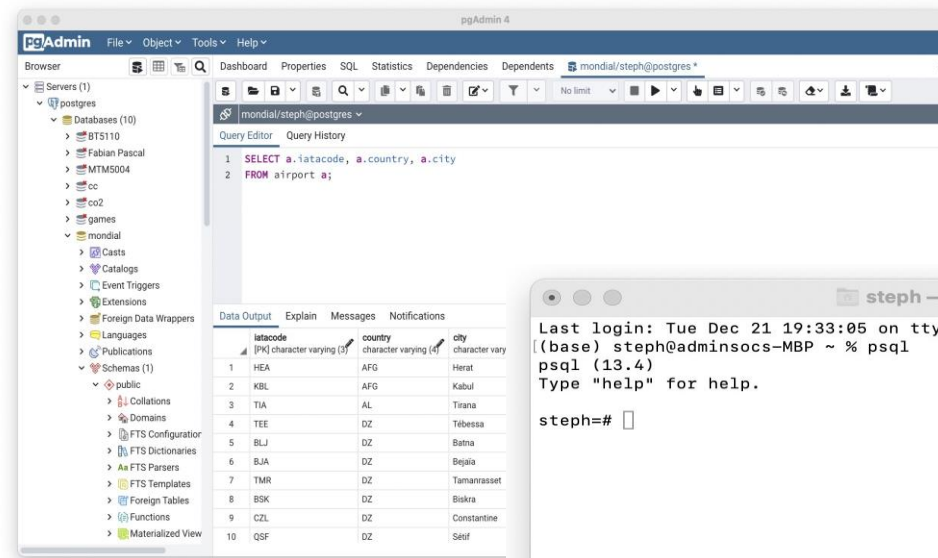 pgAdmin 4
pgAdmin File Object Tools Help
Browser
Dashboard Properties SQL Statistics Dependencies Dependents mondial/steph@postgres *
Servers (1)
postgres
Databases (10)
BT5110
Fabian Pascal
MTM5004
cc
co2
games
mondial
Casts
Catalogs
Event Triggers
Extensions
Foreign Data Wrappers
Languages
Publications
Schemas (1)
public
Collations
Domains
FTS Configuration
FTS Dictionaries
Aa FTS Parsers
FTS Templates
Foreign Tables
Functions
Materialized View
No limit
mondial/steph@postgres
Query Editor Query History
1 SELECT a.iatacode, a.country, a.city
2 FROM airport a;
Data Output Explain Messages Notifications
iatacode country city
[PK] character varying (3) character varying (4) character vary
1 HEA AFG Herat
2 KBL AFG Kabul
3 TIA AL Tirana
4 TEE DZ Tébessa
5 BLJ DZ Batna
6 BJA DZ Bejaïa
7 TMR DZ Tamanrasset
8 BSK DZ Biskra
9 CZL DZ Constantine
10 QSF DZ Sétif
steph —
Last login: Tue Dec 21 19:33:05 on tty
[(base) steph@adminsocs-MBP ~ % psql
psql (13.4)
Type "help" for help.
steph=#